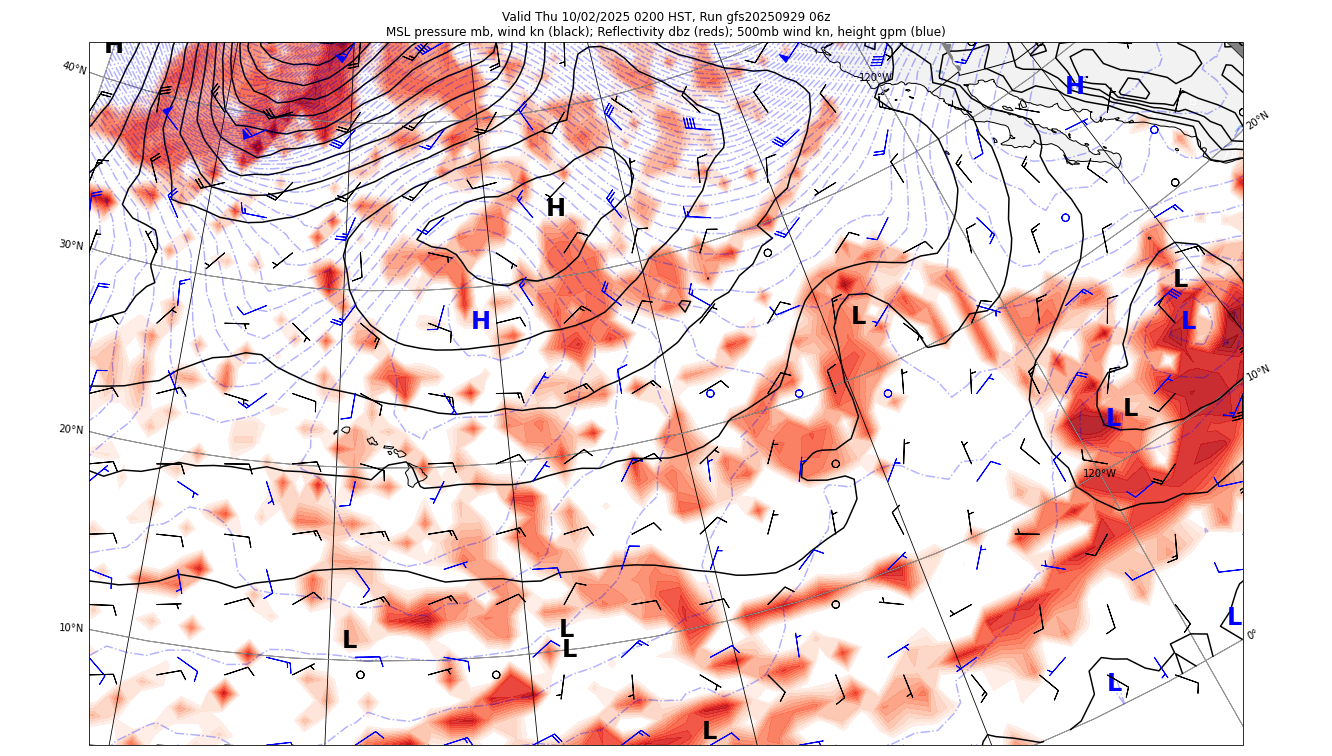 Valid Thu 10/02/2025 0200 HST, Run gfs20250929 06z
MSL pressure mb, wind kn (black); Reflectivity dbz (reds); 500mb wind kn, height gpm (blue)
H
40°N
120°W
H
20°N
H
30°N
L
H
L
L
10°N
L
L
20°N
120°W
10°N
L
L
L
L
0°
L
L